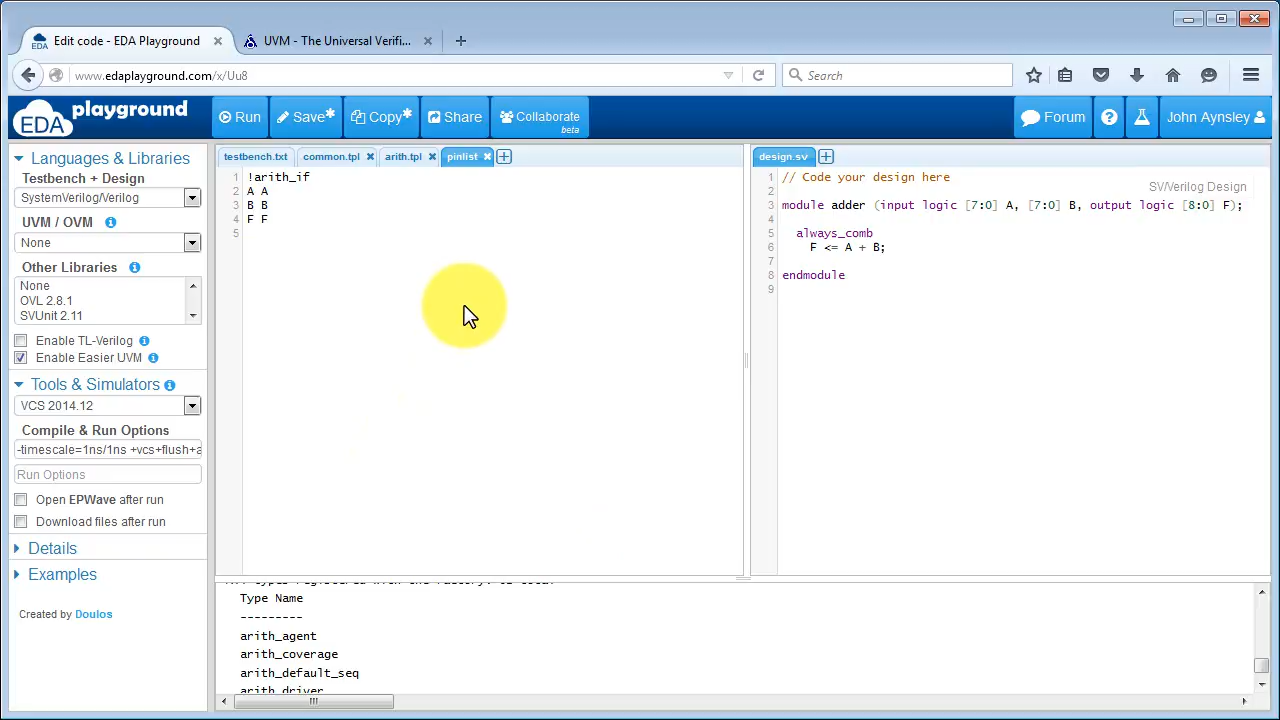 Edit code - EDA Playground
UVM - The Universal Verifi...
www.edaplayground.com/x/Uu8
Search
EDA playground
Run
Save*
Copy*
Share
Collaborate
beta
Forum
John Aynsley
Languages & Libraries
Testbench + Design
SystemVerilog/Verilog
UVM / OVM
None
Other Libraries
None
OVL 2.8.1
SVUnit 2.11
Enable TL-Verilog
Enable Easier UVM
Tools & Simulators
VCS 2014.12
Compile & Run Options
-timescale=1ns/1ns +vcs+flush+a
Run Options
Open EPWave after run
Download files after run
Details
Examples
Created by Doulos
testbench.txt
common.tpl
arith.tpl
pinlist
1 !arith_if
2 A A
3 B B
4 F F
5
design.sv
SV/Verilog Design
1 // Code your design here
2
3 module adder (input logic [7:0] A, [7:0] B, output logic [8:0] F);
4
5 always_comb
6 F <= A + B;
7
8 endmodule
9
Type Name
---------
arith_agent
arith_coverage
arith_default_seq
arith_driver